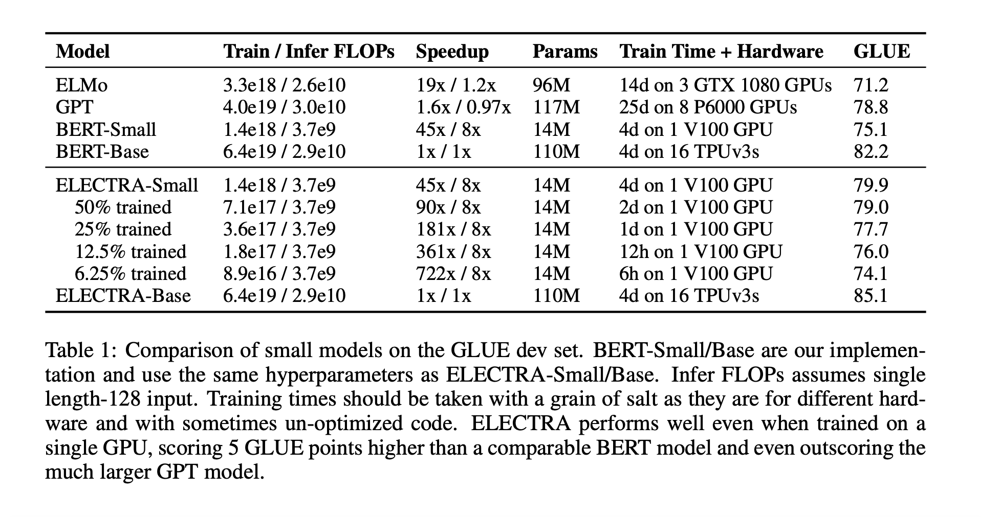 Model Train / Infer FLOPs Speedup Params Train Time + Hardware GLUE
ELMo 3.3e18 / 2.6e10 19x / 1.2x 96M 14d on 3 GTX 1080 GPUs 71.2
GPT 4.0e19 / 3.0e10 1.6x / 0.97x 117M 25d on 8 P6000 GPUs 78.8
BERT-Small 1.4e18 / 3.7e9 45x / 8x 14M 4d on 1 V100 GPU 75.1
BERT-Base 6.4e19 / 2.9e10 1x / 1x 110M 4d on 16 TPUv3s 82.2
ELECTRA-Small 1.4e18 / 3.7e9 45x / 8x 14M 4d on 1 V100 GPU 79.9
50% trained 7.1e17 / 3.7e9 90x / 8x 14M 2d on 1 V100 GPU 79.0
25% trained 3.6e17 / 3.7e9 181x / 8x 14M 1d on 1 V100 GPU 77.7
12.5% trained 1.8e17 / 3.7e9 361x / 8x 14M 12h on 1 V100 GPU 76.0
6.25% trained 8.9e16 / 3.7e9 722x / 8x 14M 6h on 1 V100 GPU 74.1
ELECTRA-Base 6.4e19 / 2.9e10 1x / 1x 110M 4d on 16 TPUv3s 85.1
Table 1: Comparison of small models on the GLUE dev set. BERT-Small/Base are our implemen-
tation and use the same hyperparameters as ELECTRA-Small/Base. Infer FLOPs assumes single
length-128 input. Training times should be taken with a grain of salt as they are for different hard-
ware and with sometimes un-optimized code. ELECTRA performs well even when trained on a
single GPU, scoring 5 GLUE points higher than a comparable BERT model and even outscoring the
much larger GPT model.